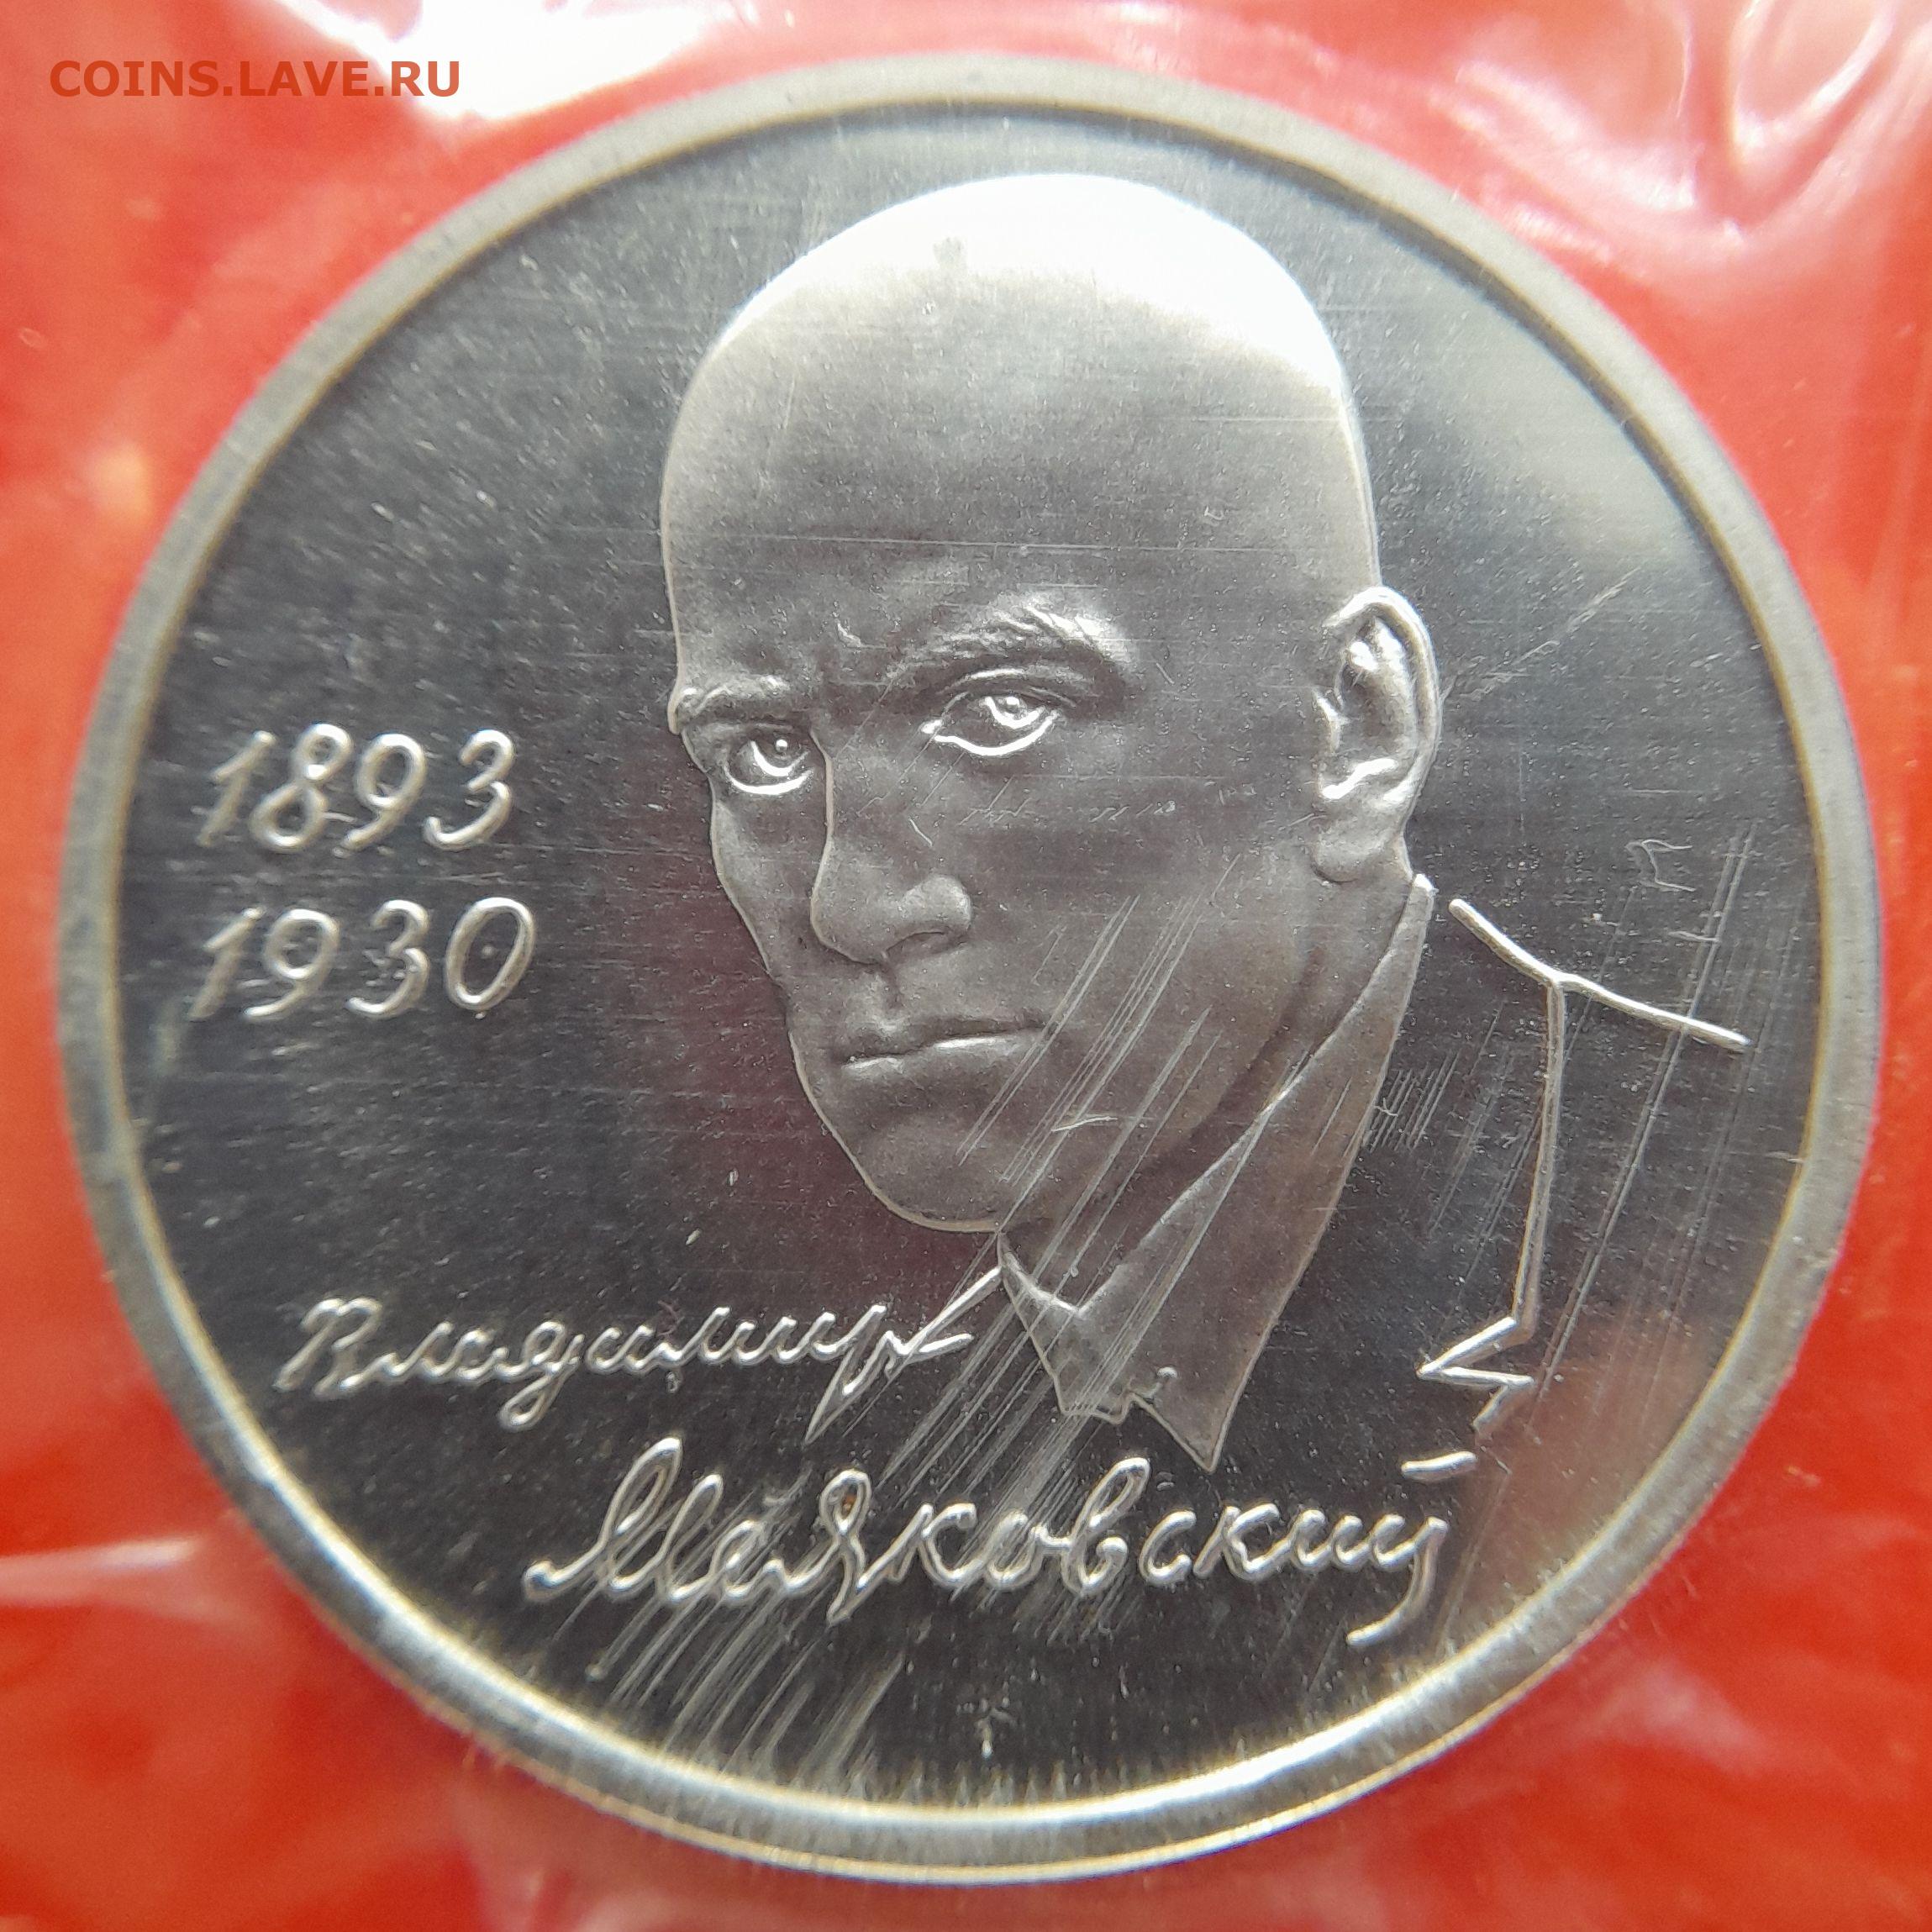 COINS.LAVE.RU
1893
1930
Владимир
Маяковский